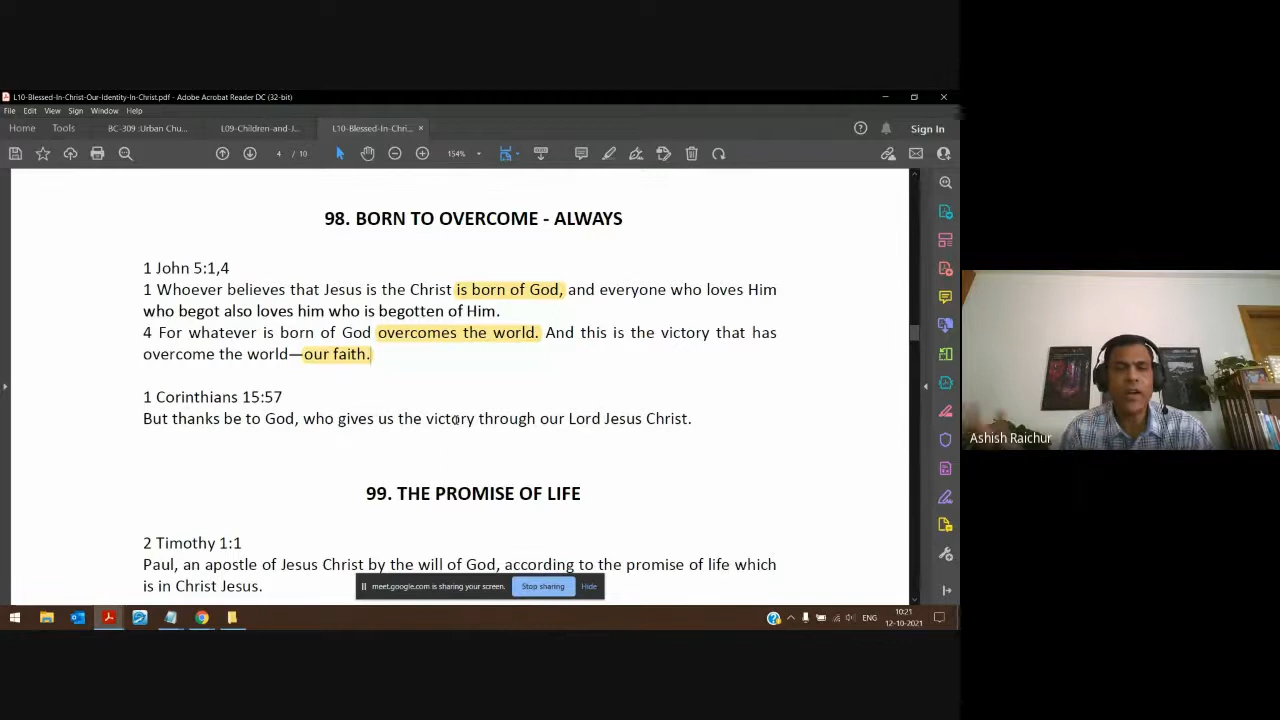 L10-Blessed-In-Christ-Our-Identity-In-Christ.pdf - Adobe Acrobat Reader DC (32-bit)
File Edit View Sign Window Help
Home Tools BC-309 :Urban Chu... L09-Children-and-J... L10-Blessed-In-Chri... × Sign In
4 / 10 154%
98. BORN TO OVERCOME - ALWAYS
1 John 5:1,4
1 Whoever believes that Jesus is the Christ is born of God, and everyone who loves Him
who begot also loves him who is begotten of Him.
4 For whatever is born of God overcomes the world. And this is the victory that has
overcome the world—our faith.
1 Corinthians 15:57
But thanks be to God, who gives us the victory through our Lord Jesus Christ.
99. THE PROMISE OF LIFE
2 Timothy 1:1
Paul, an apostle of Jesus Christ by the will of God, according to the promise of life which
is in Christ Jesus.
meet.google.com is sharing your screen. Stop sharing Hide
ENG
10:21
12-10-2021
Ashish Raichur